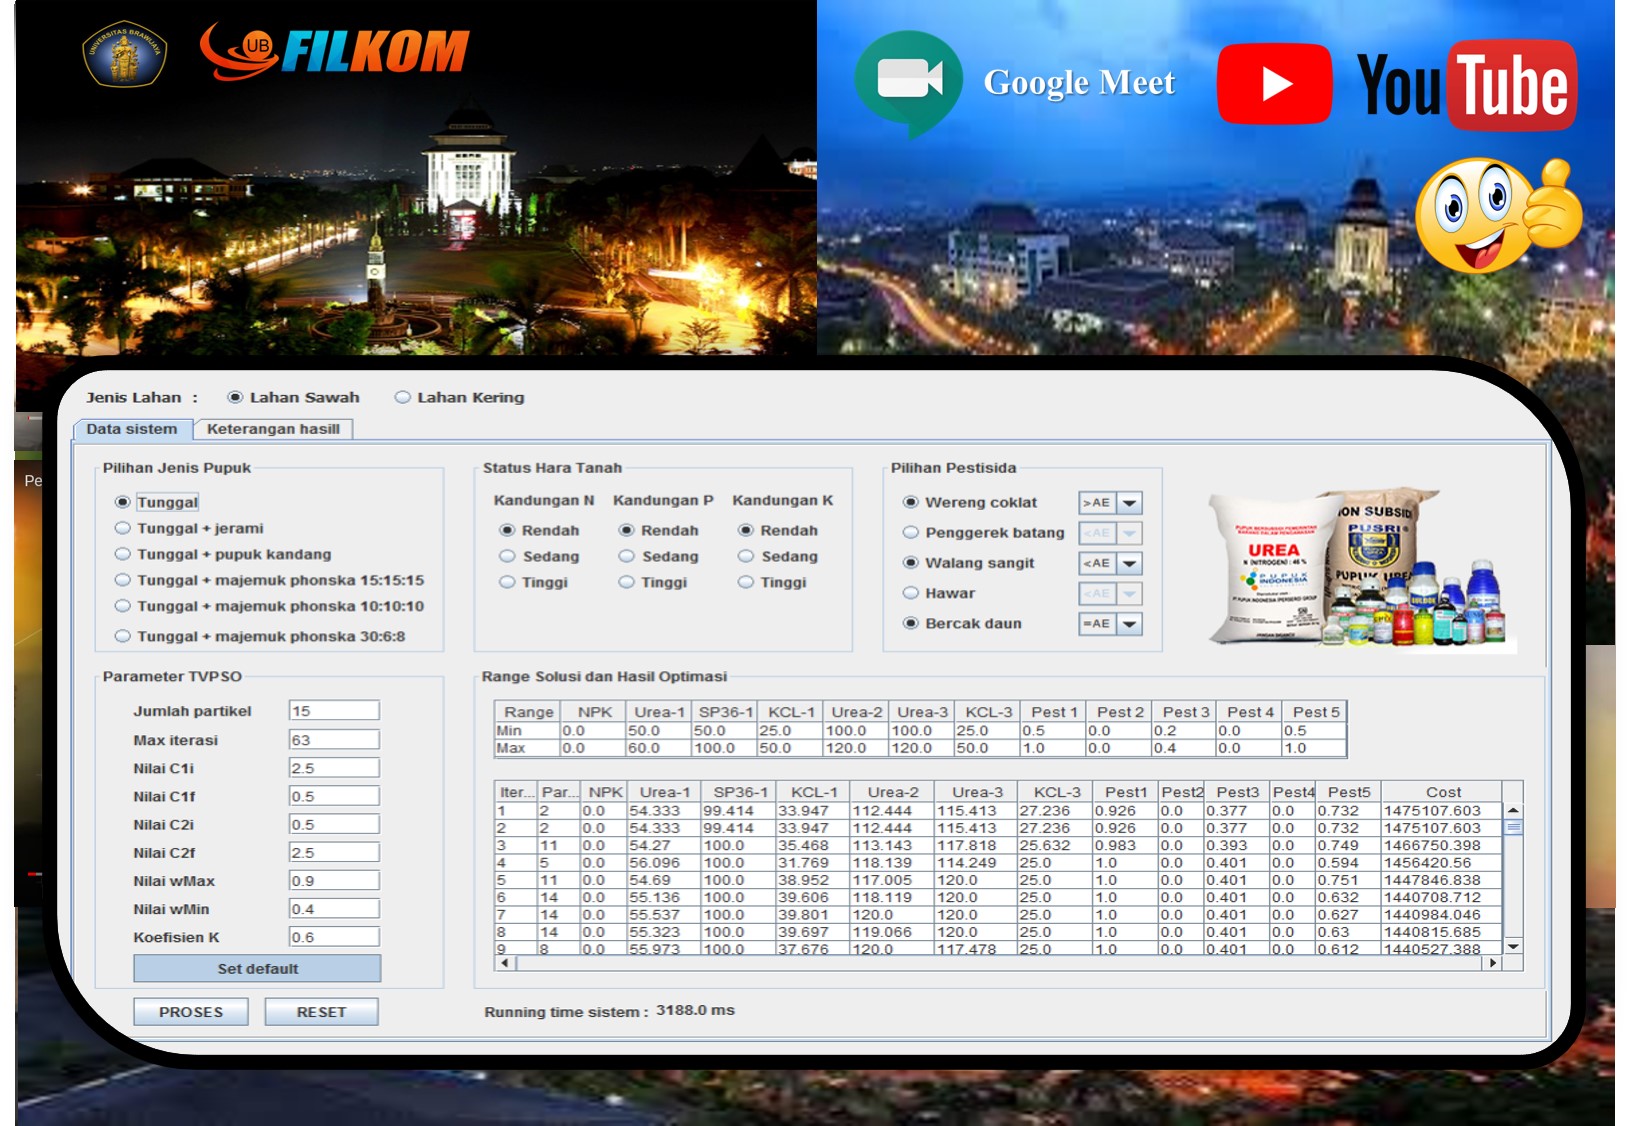 UNIVERSITAS BRAWIJAYA
UB FILKOM
Google Meet
YouTube
Pe
Jenis Lahan :
Lahan Sawah
Lahan Kering
Data sistem
Keterangan hasill
Pilihan Jenis Pupuk
Tunggal
Tunggal + jerami
Tunggal + pupuk kandang
Tunggal + majemuk phonska 15:15:15
Tunggal + majemuk phonska 10:10:10
Tunggal + majemuk phonska 30:6:8
Status Hara Tanah
Kandungan N Kandungan P Kandungan K
Rendah Rendah Rendah
Sedang Sedang Sedang
Tinggi Tinggi Tinggi
Pilihan Pestisida
Wereng coklat >AE
Penggerek batang <AE
Walang sangit <AE
Hawar <AE
Bercak daun =AE
UREA
N (NITROGEN) : 46 %
PUPUK
INDONESIA
ON SUBSIDI
PUSRI
PUPUK UREA
Parameter TVPSO
Jumlah partikel 15
Max iterasi 63
Nilai C1i 2.5
Nilai C1f 0.5
Nilai C2i 0.5
Nilai C2f 2.5
Nilai wMax 0.9
Nilai wMin 0.4
Koefisien K 0.6
Set default
PROSES RESET
Range Solusi dan Hasil Optimasi
Range NPK Urea-1 SP36-1 KCL-1 Urea-2 Urea-3 KCL-3 Pest 1 Pest 2 Pest 3 Pest 4 Pest 5
Min 0.0 50.0 50.0 25.0 100.0 100.0 25.0 0.5 0.0 0.2 0.0 0.5
Max 0.0 60.0 100.0 50.0 120.0 120.0 50.0 1.0 0.0 0.4 0.0 1.0
Iter... Par... NPK Urea-1 SP36-1 KCL-1 Urea-2 Urea-3 KCL-3 Pest1 Pest2 Pest3 Pest4 Pest5 Cost
1 2 0.0 54.333 99.414 33.947 112.444 115.413 27.236 0.926 0.0 0.377 0.0 0.732 1475107.603
2 2 0.0 54.333 99.414 33.947 112.444 115.413 27.236 0.926 0.0 0.377 0.0 0.732 1475107.603
3 11 0.0 54.27 100.0 35.468 113.143 117.818 25.632 0.983 0.0 0.393 0.0 0.749 1466750.398
4 5 0.0 56.096 100.0 31.769 118.139 114.249 25.0 1.0 0.0 0.401 0.0 0.594 1456420.56
5 11 0.0 54.69 100.0 38.952 117.005 120.0 25.0 1.0 0.0 0.401 0.0 0.751 1447846.838
6 14 0.0 55.136 100.0 39.606 118.119 120.0 25.0 1.0 0.0 0.401 0.0 0.632 1440708.712
7 14 0.0 55.537 100.0 39.801 120.0 120.0 25.0 1.0 0.0 0.401 0.0 0.627 1440984.046
8 14 0.0 55.323 100.0 39.697 119.066 120.0 25.0 1.0 0.0 0.401 0.0 0.63 1440815.685
9 8 0.0 55.973 100.0 37.676 120.0 117.478 25.0 1.0 0.0 0.401 0.0 0.612 1440527.388
Running time sistem : 3188.0 ms